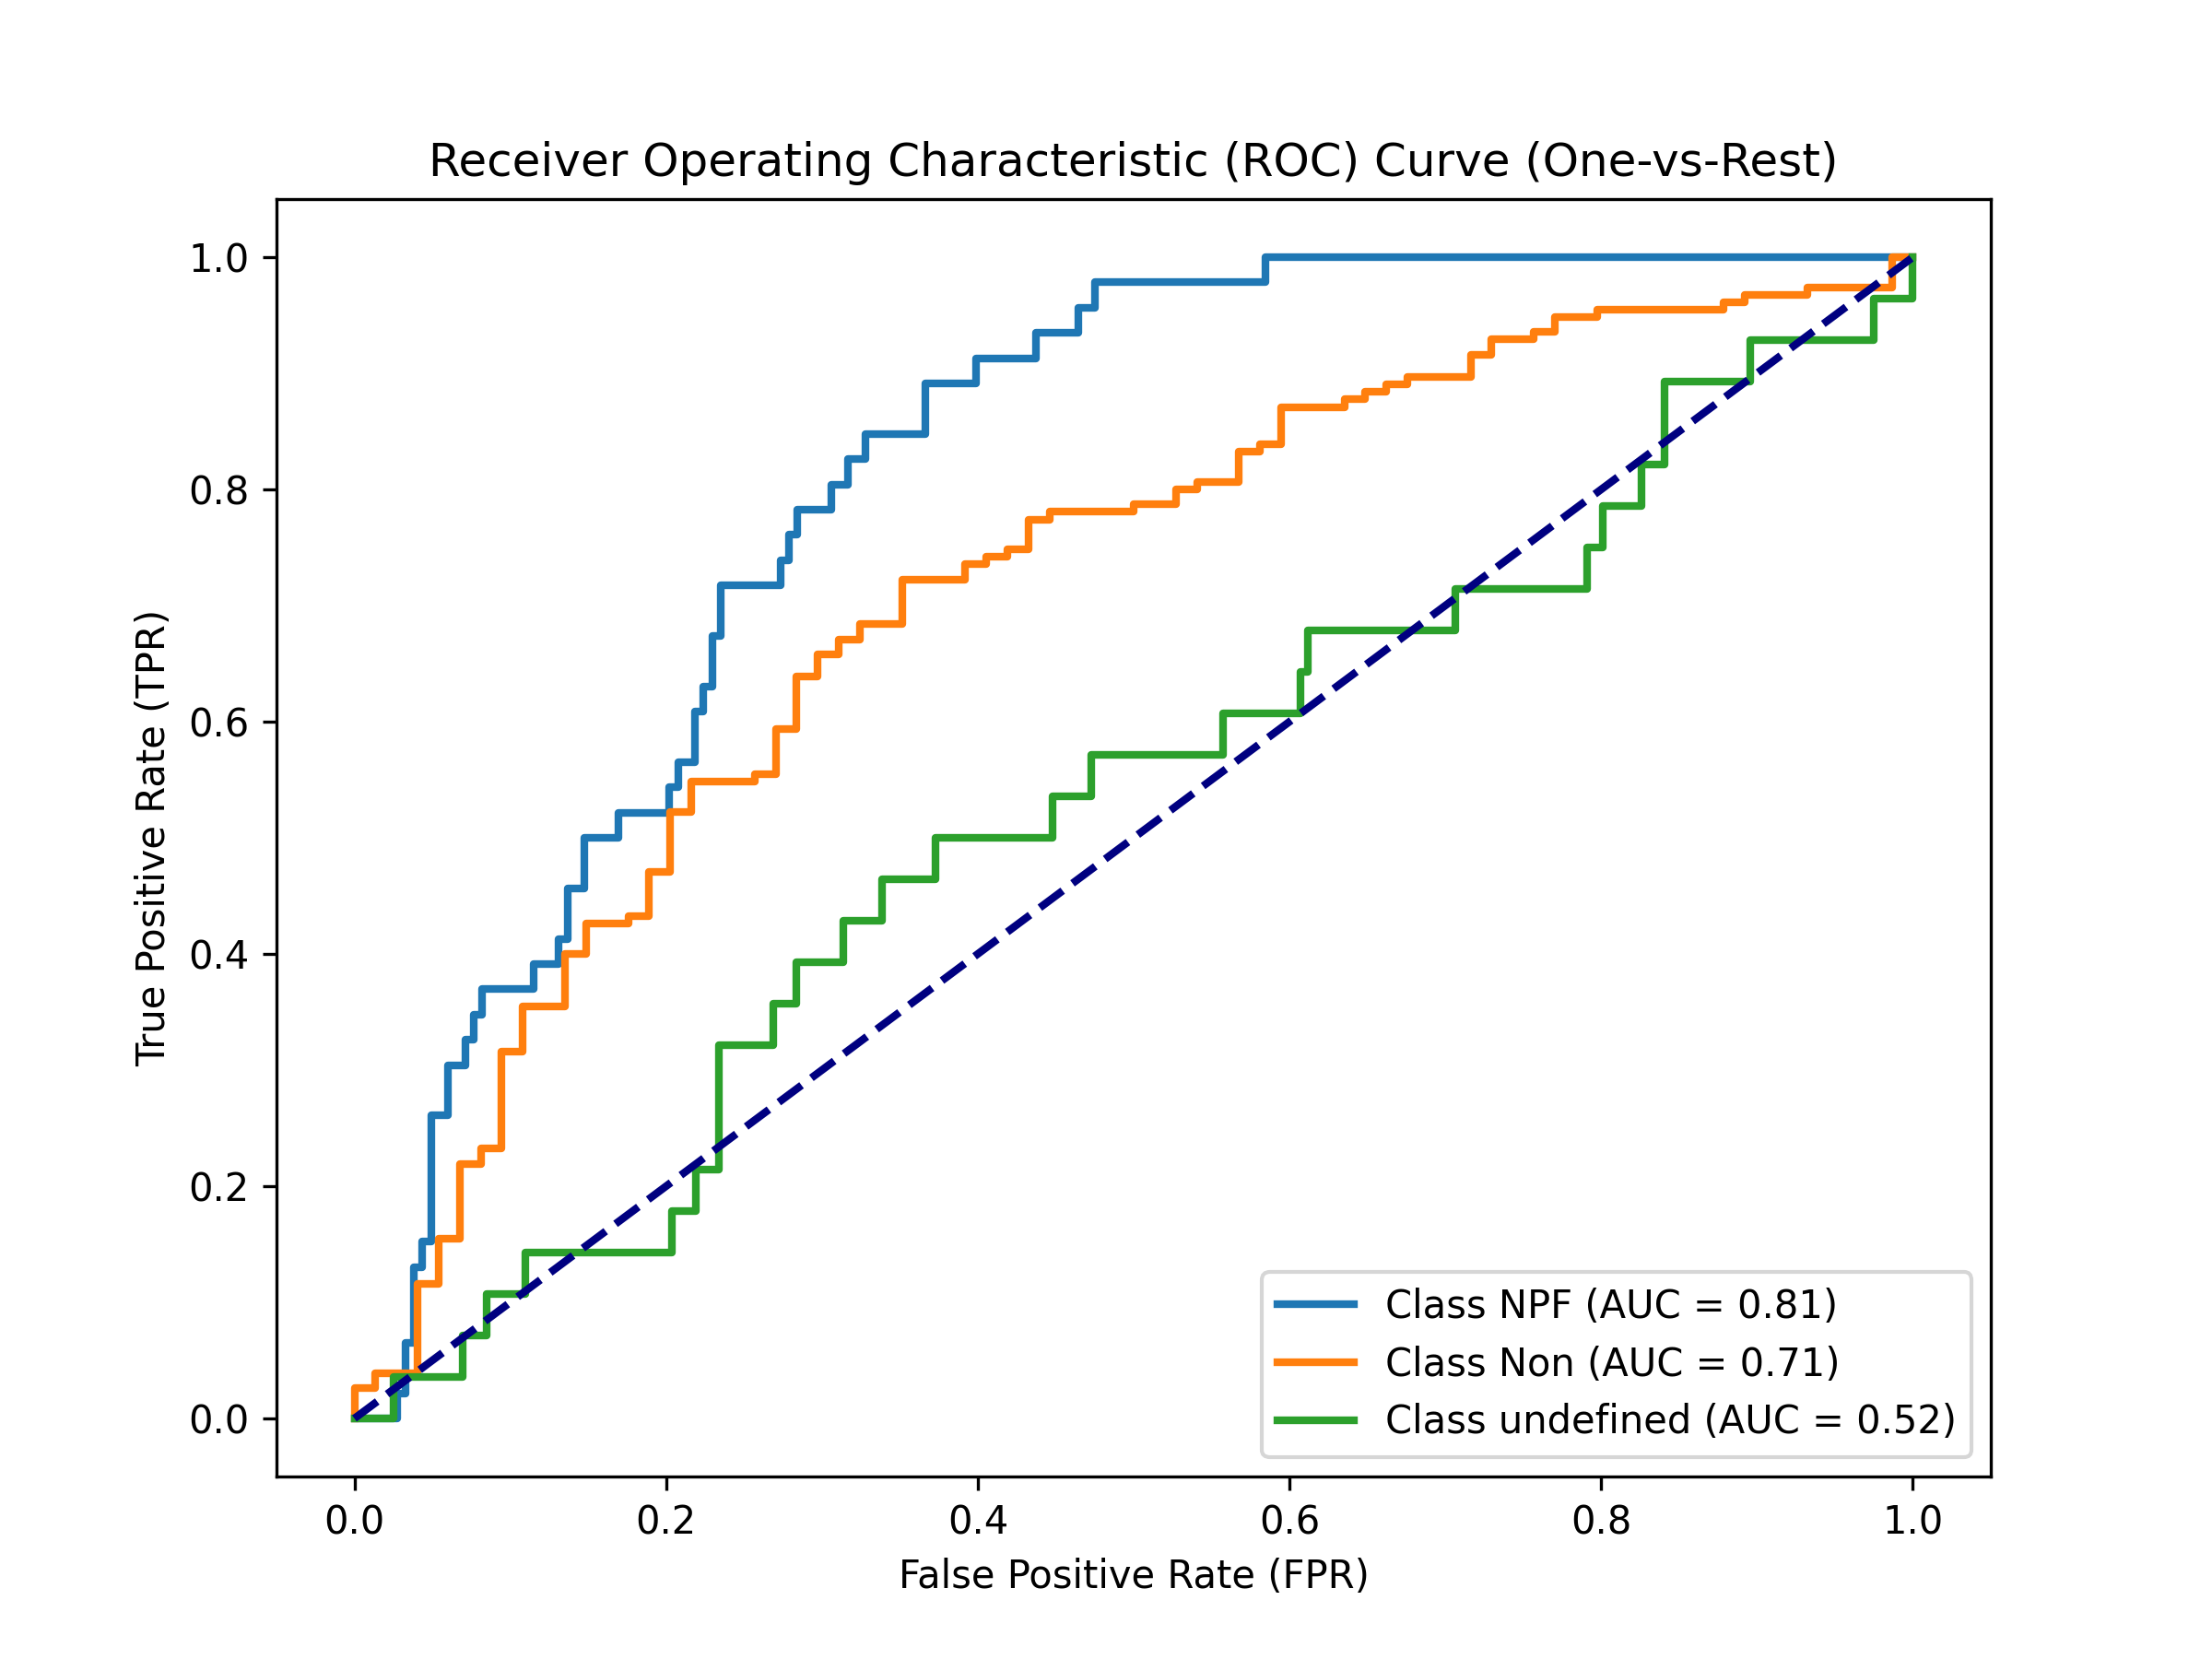 Receiver Operating Characteristic (ROC) Curve (One-vs-Rest)
True Positive Rate (TPR)
1.0
0.8
0.6
0.4
0.2
0.0
Class NPF (AUC = 0.81)
Class Non (AUC = 0.71)
Class undefined (AUC = 0.52)
0.0 0.2 0.4 0.6 0.8 1.0
False Positive Rate (FPR)